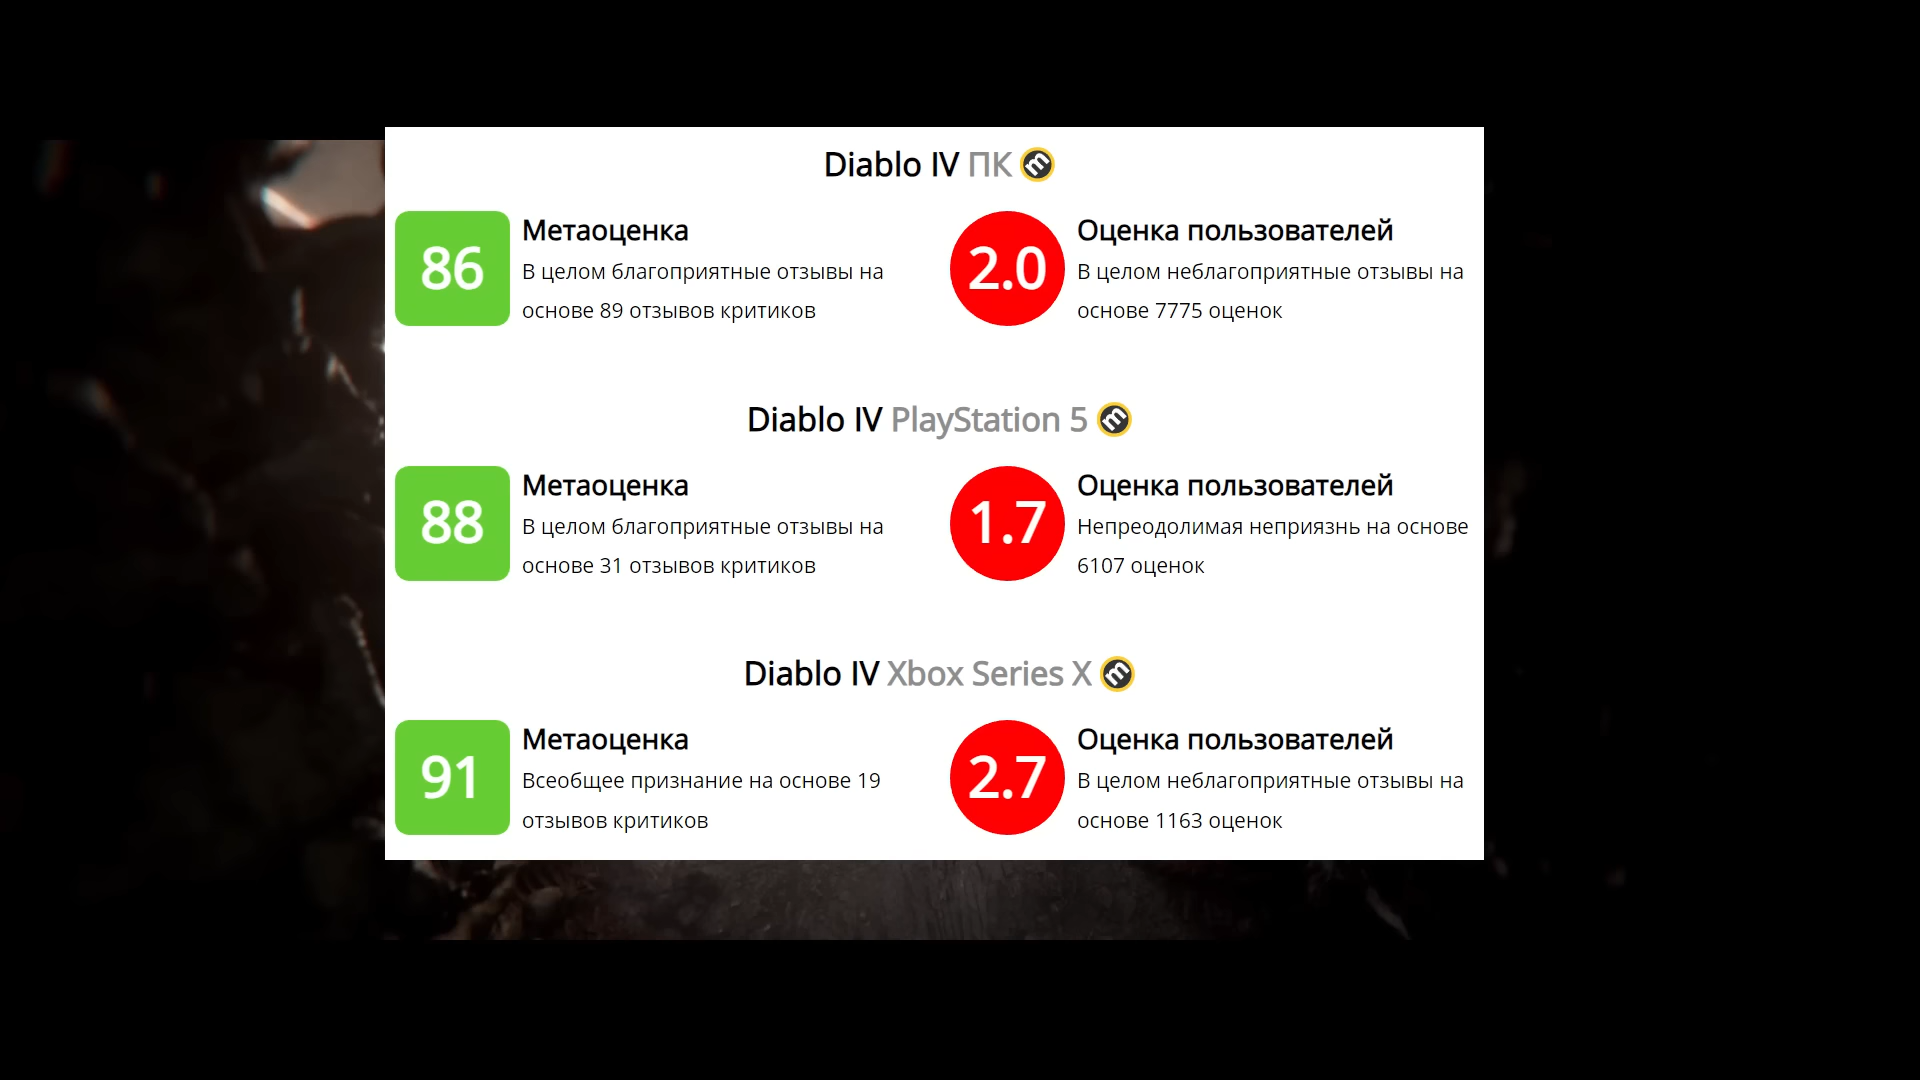 Diablo IV ПК
86
Метаоценка
В целом благоприятные отзывы на
основе 89 отзывов критиков
2.0
Оценка пользователей
В целом неблагоприятные отзывы на
основе 7775 оценок
Diablo IV PlayStation 5
88
Метаоценка
В целом благоприятные отзывы на
основе 31 отзывов критиков
1.7
Оценка пользователей
Непреодолимая неприязнь на основе
6107 оценок
Diablo IV Xbox Series X
91
Метаоценка
Всеобщее признание на основе 19
отзывов критиков
2.7
Оценка пользователей
В целом неблагоприятные отзывы на
основе 1163 оценок